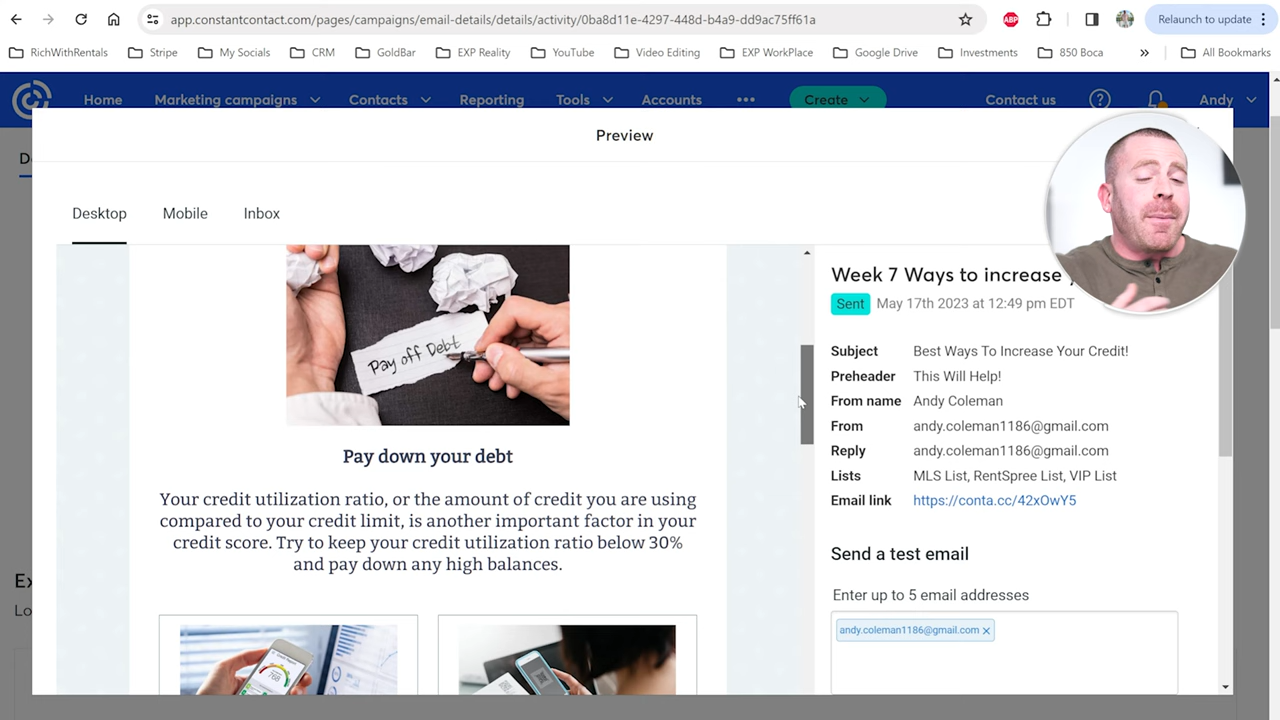 app.constantcontact.com/pages/campaigns/email-details/details/activity/0ba8d11e-4297-448d-b4a9-dd9ac75ff61a
ABP
Relaunch to update
RichWithRentals
Stripe
My Socials
CRM
GoldBar
EXP Reality
YouTube
Video Editing
EXP WorkPlace
Google Drive
Investments
850 Boca
»
All Bookmarks
Home
Marketing campaigns
Contacts
Reporting
Tools
Accounts
Create
Contact us
Andy
Preview
Desktop
Mobile
Inbox
Pay off Debt
Pay down your debt
Your credit utilization ratio, or the amount of credit you are using
compared to your credit limit, is another important factor in your
credit score. Try to keep your credit utilization ratio below 30%
and pay down any high balances.
Week 7 Ways to increase
Sent May 17th 2023 at 12:49 pm EDT
Subject Best Ways To Increase Your Credit!
Preheader This Will Help!
From name Andy Coleman
From andy.coleman1186@gmail.com
Reply andy.coleman1186@gmail.com
Lists MLS List, RentSpree List, VIP List
Email link https://conta.cc/42xOwY5
Send a test email
Enter up to 5 email addresses
andy.coleman1186@gmail.com